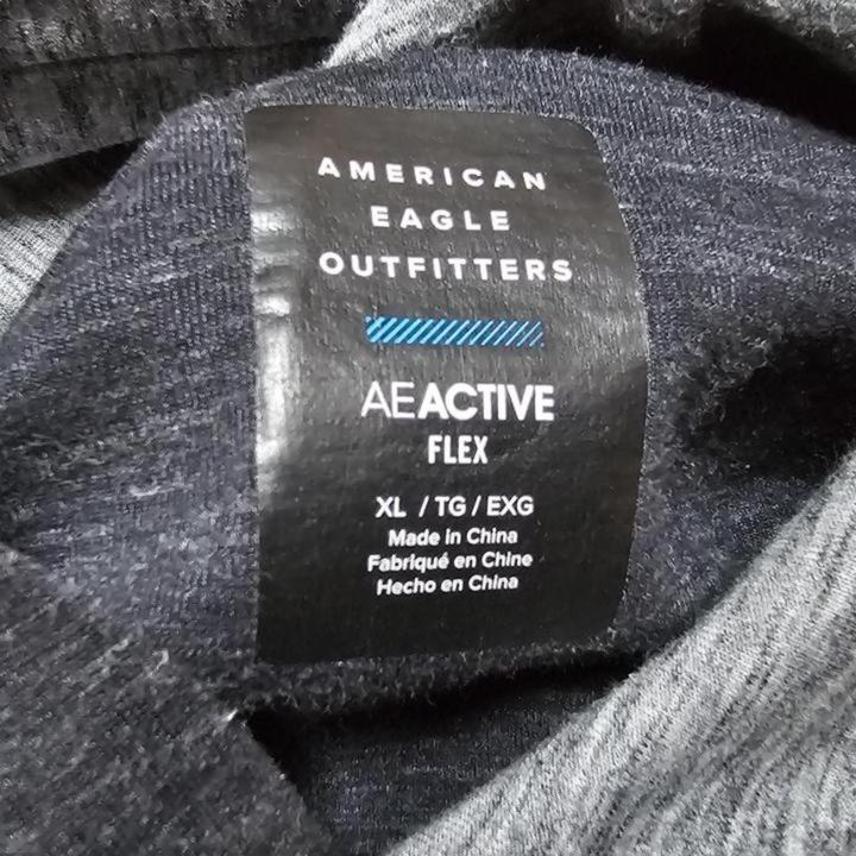 AMERICAN
EAGLE
OUTFITTERS
AEACTIVE
FLEX
XL / TG / EXG
Made in China
Fabriqué en Chine
Hecho en China